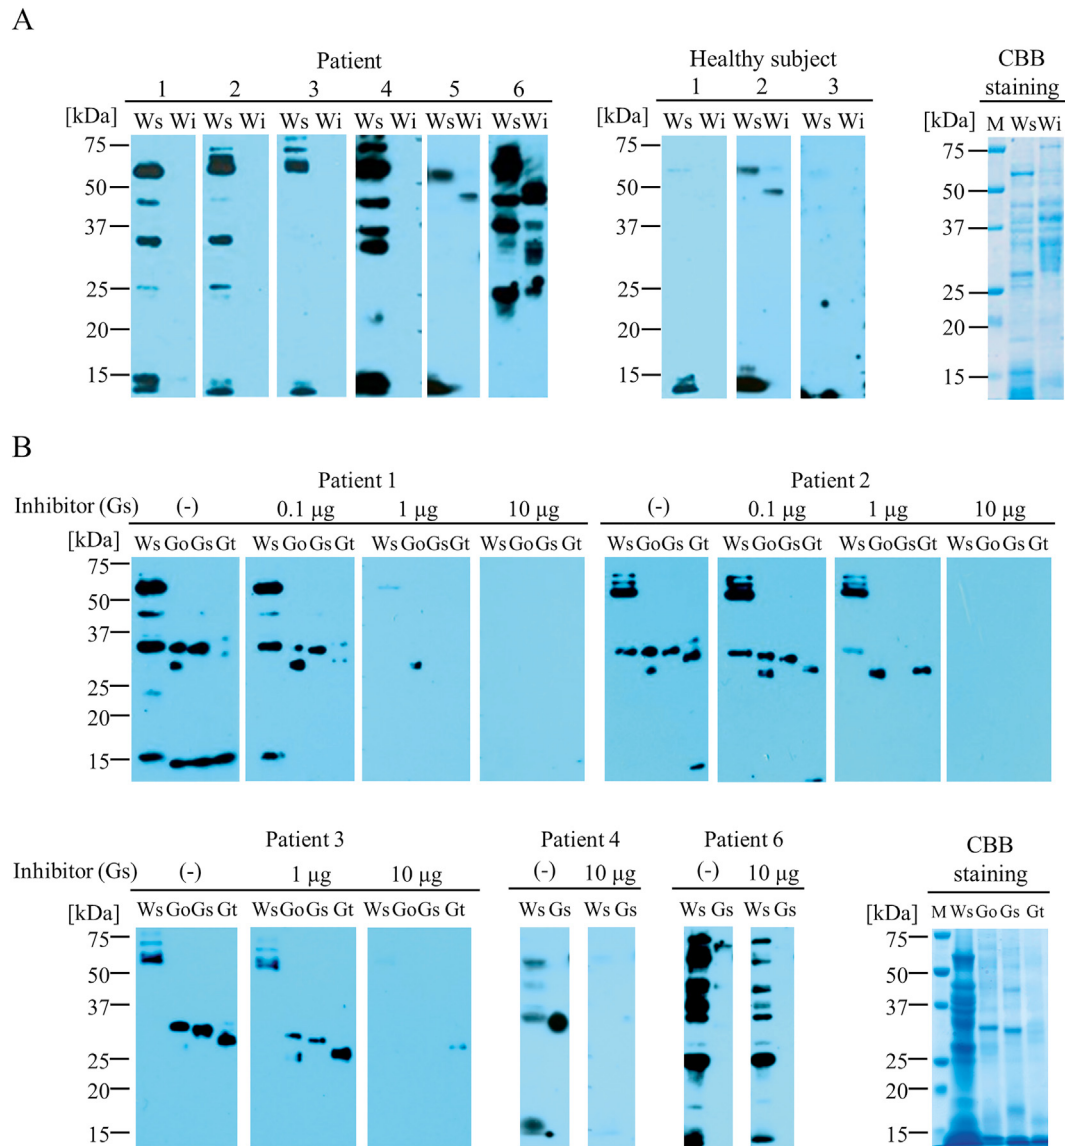 A
Patient
Healthy subject
CBB
staining
1 2 3 4 5 6
1 2 3
[kDa] Ws Wi Ws Wi Ws Wi Ws Wi Ws Wi Ws Wi
[kDa] Ws Wi Ws Wi Ws Wi
[kDa] M Ws Wi
75
50
37
25
20
15
75
50
37
25
20
15
75
50
37
25
20
15
B
Patient 1
Patient 2
Inhibitor (Gs) (-) 0.1 μg 1 μg 10 μg (-) 0.1 μg 1 μg 10 μg
[kDa] Ws Go Gs Gt Ws Go Gs Gt Ws Go Gs Gt Ws Go Gs Gt Ws Go Gs Gt Ws Go Gs Gt Ws Go Gs Gt Ws Go Gs Gt
75
50
37
25
20
15
Patient 3
Patient 4
Patient 6
CBB
staining
Inhibitor (Gs) (-) 1 μg 10 μg (-) 10 μg (-) 10 μg
[kDa] Ws Go Gs Gt Ws Go Gs Gt Ws Go Gs Gt Ws Gs Ws Gs Ws Gs Ws Gs
[kDa] M Ws Go Gs Gt
75
50
37
25
20
15
75
50
37
25
20
15